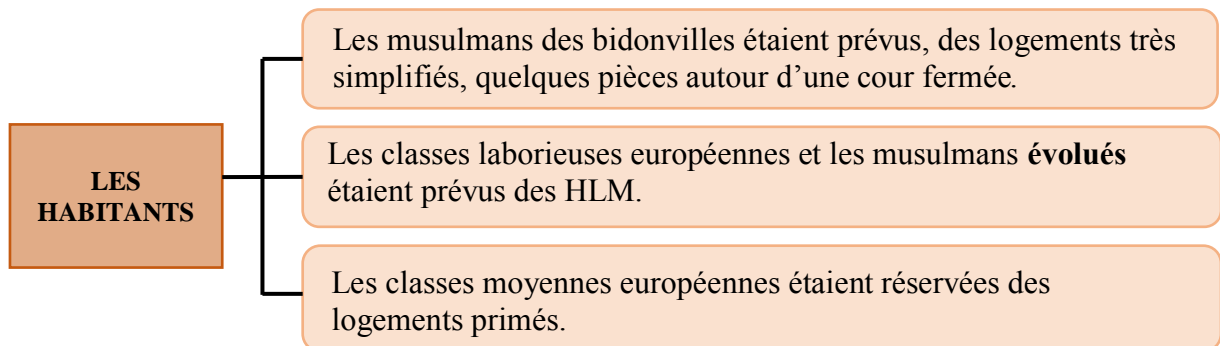 LES
HABITANTS
Les musulmans des bidonvilles étaient prévus, des logements très
simplifiés, quelques pièces autour d’une cour fermée.
Les classes laborieuses européennes et les musulmans évolués
étaient prévus des HLM.
Les classes moyennes européennes étaient réservées des
logements primés.